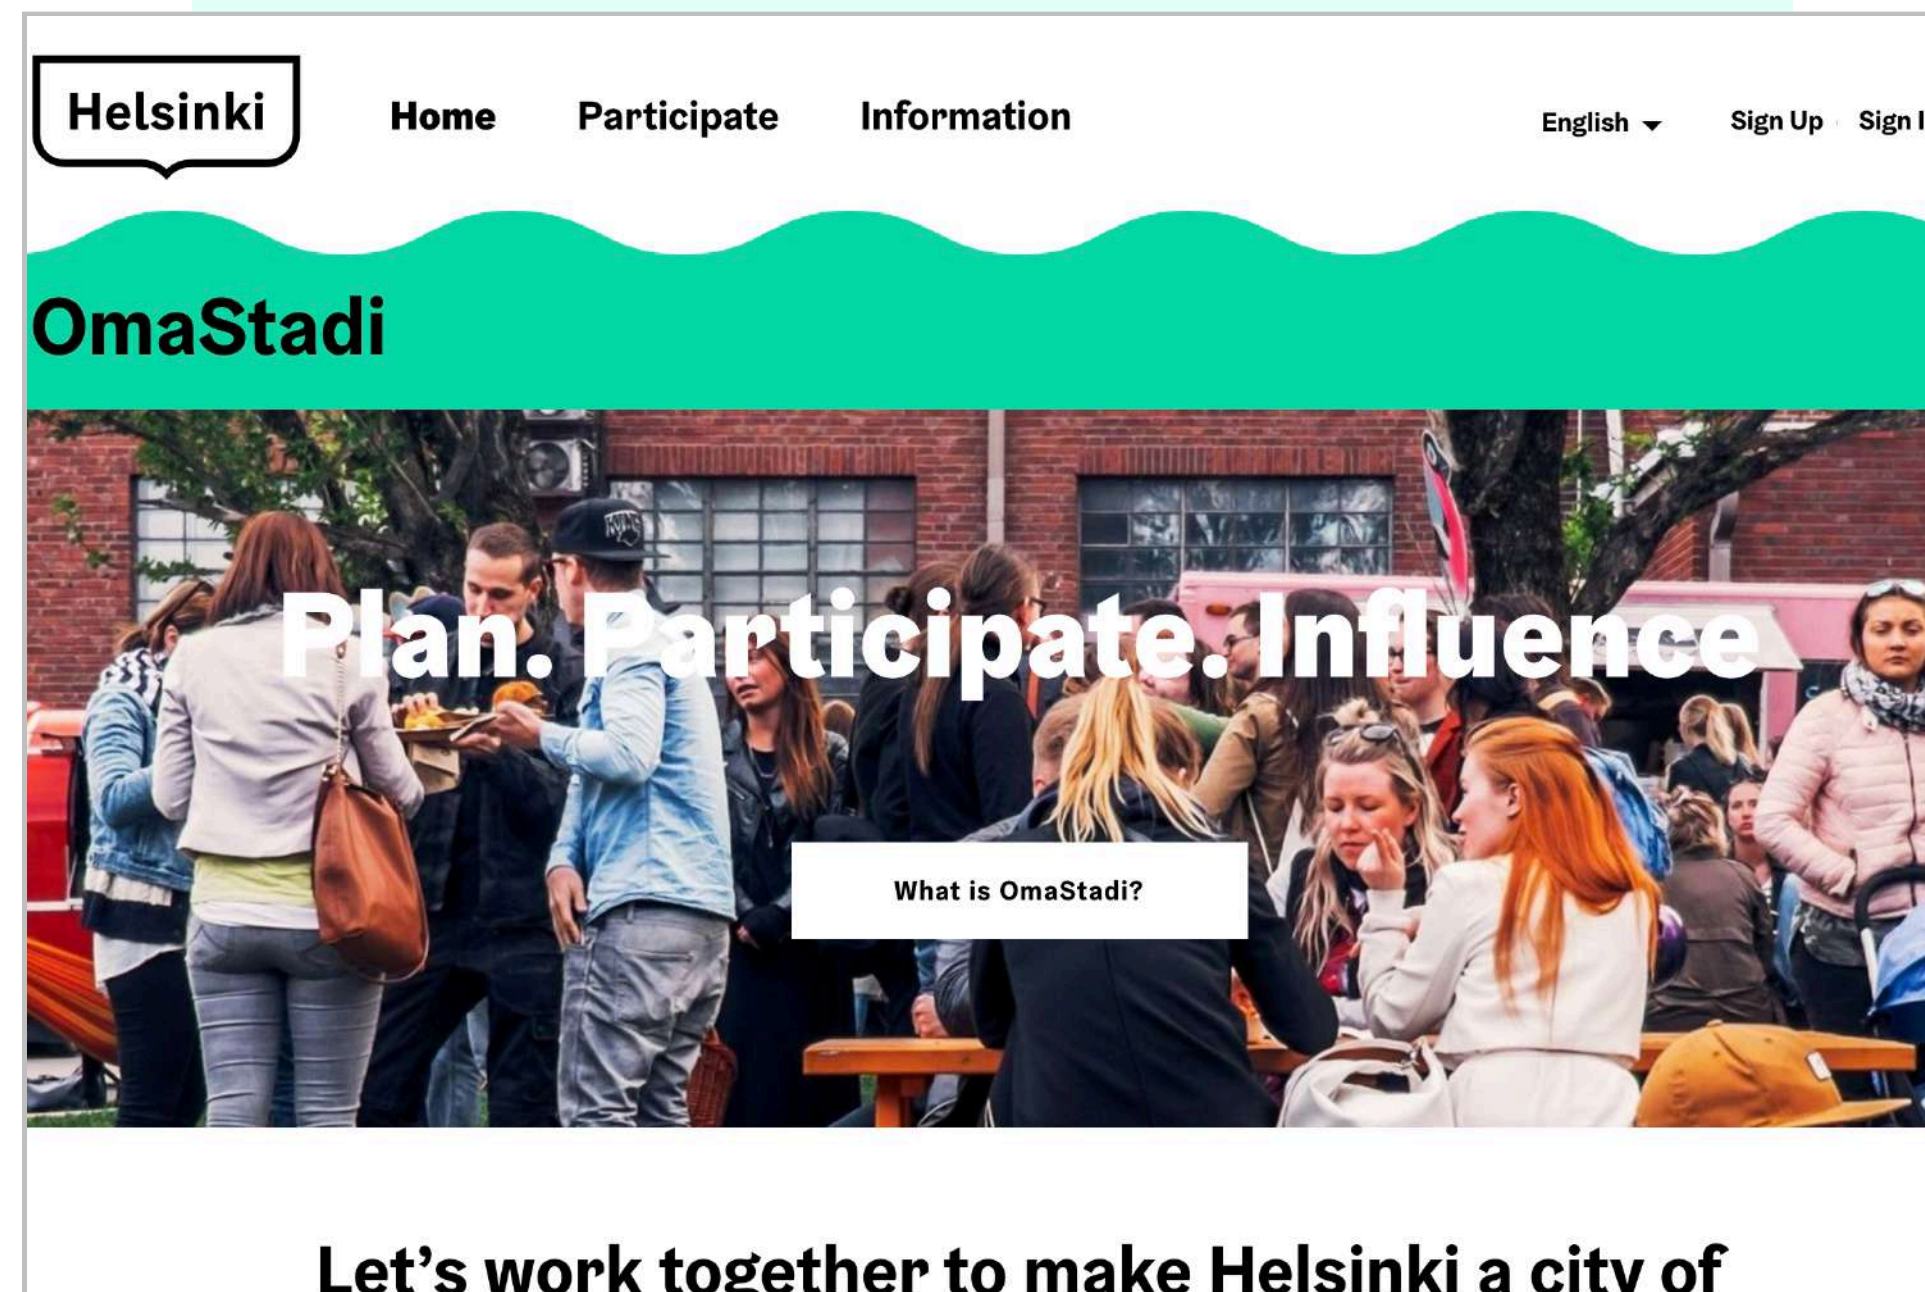 Helsinki
Home Participate Information
English Sign Up Sign I
OmaStadi
Plan. Participate. Influence
What is OmaStadi?
Let's work together to make Helsinki a city of